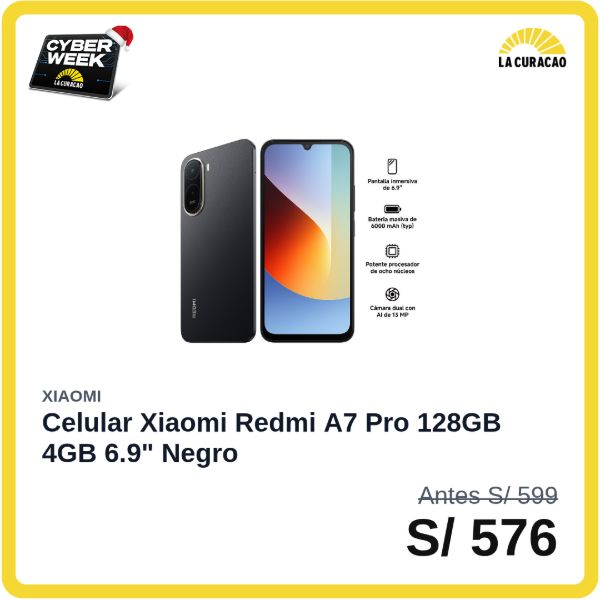 CYBER
WEEK
LA CURACAO
LA CURACAO
Pantalla inmersiva
de 6.9"
Batería masiva de
6000 mAh (typ)
Potente procesador
de ocho núcleos
Cámara dual con
AI de 13 MP
REDMI
XIAOMI
Celular Xiaomi Redmi A7 Pro 128GB
4GB 6.9" Negro
Antes S/ 599
S/ 576